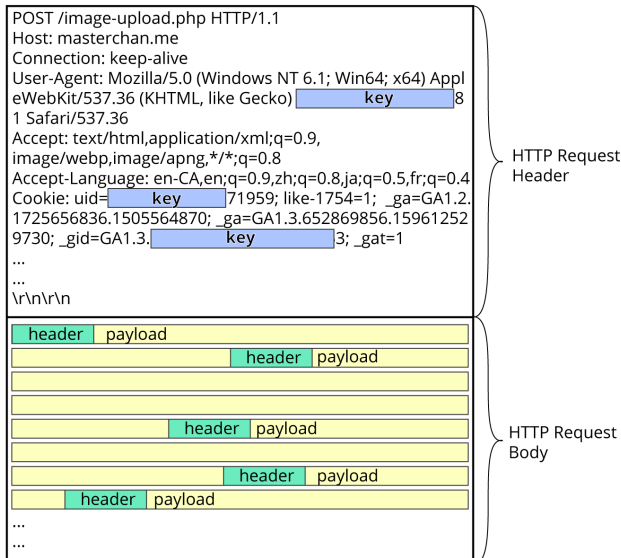 POST /image-upload.php HTTP/1.1
Host: masterchan.me
Connection: keep-alive
User-Agent: Mozilla/5.0 (Windows NT 6.1; Win64; x64) Appl
eWebKit/537.36 (KHTML, like Gecko) key 8
1 Safari/537.36
Accept: text/html,application/xml;q=0.9,
image/webp,image/apng,*/*;q=0.8
Accept-Language: en-CA,en;q=0.9,zh;q=0.8,ja;q=0.5,fr;q=0.4
Cookie: uid= key 71959; like-1754=1; _ga=GA1.2.
1725656836.1505564870; _ga=GA1.3.652869856.15961252
9730; _gid=GA1.3. key 3; _gat=1
...
...
\r\n\r\n
HTTP Request
Header
header payload
header payload
header payload
header payload
header payload
...
...
HTTP Request
Body